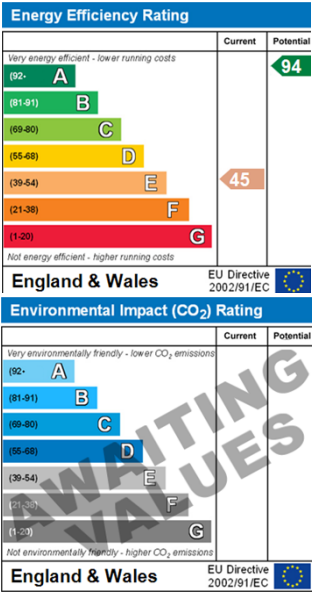 Energy Efficiency Rating
Current Potential
Very energy efficient - lower running costs
(92- A
94
(81-91) B
(69-80) C
(55-68) D
(39-54) E
45
(21-38) F
(1-20) G
Not energy efficient - higher running costs
England & Wales
EU Directive
2002/91/EC
Environmental Impact (CO2) Rating
Current Potential
Very environmentally friendly - lower CO2 emissions
(92- A
(81-91) B
(69-80) C
(55-68) D
(39-54) E
(21-38) F
(1-20) G
AWAITING
VALUES
Not environmentally friendly - higher CO2 emissions
England & Wales
EU Directive
2002/91/EC